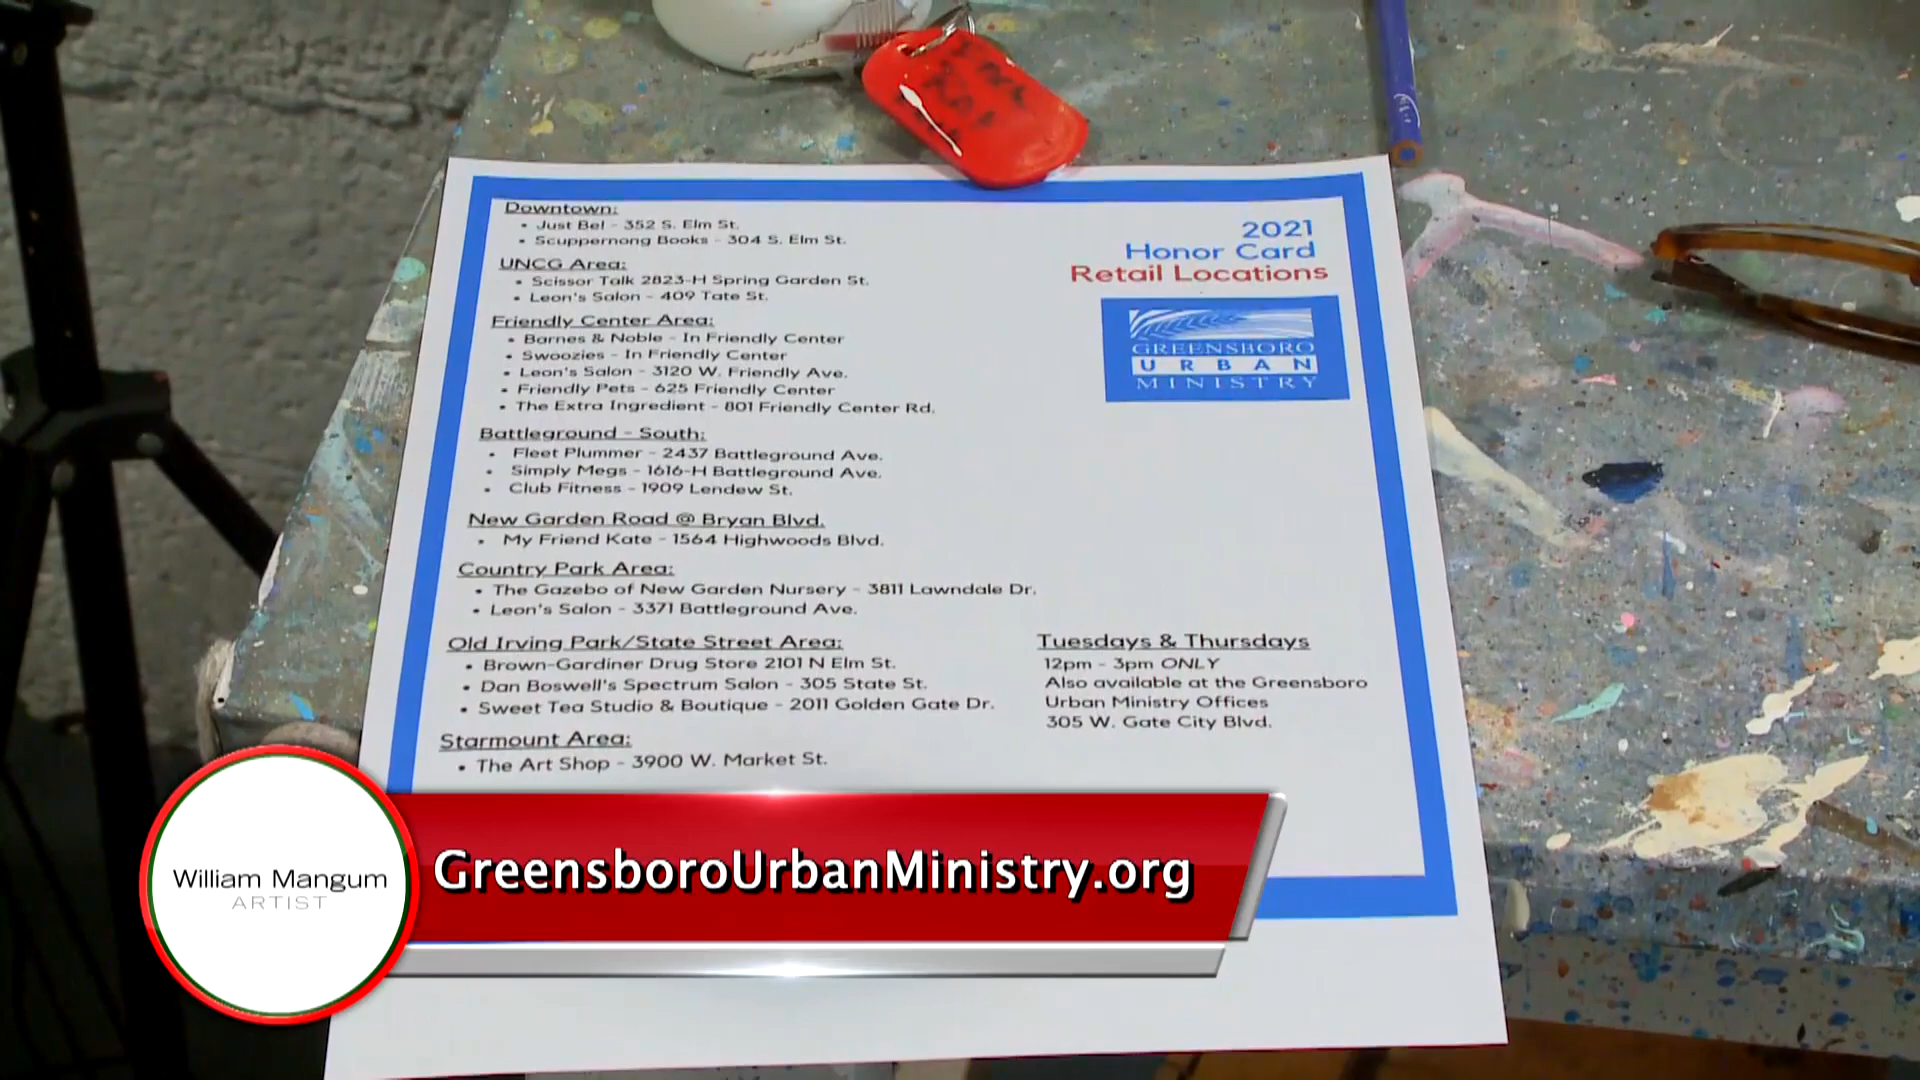 Downtown:
• Just Be! - 352 S. Elm St.
• Scuppernong Books - 304 S. Elm St.
UNCG Area:
• Scissor Talk 2823-H Spring Garden St.
• Leon's Salon - 409 Tate St.
Friendly Center Area:
• Barnes & Noble - In Friendly Center
• Swoozies - In Friendly Center
• Leon's Salon - 3120 W. Friendly Ave.
• Friendly Pets - 625 Friendly Center
• The Extra Ingredient - 801 Friendly Center Rd.
Battleground - South:
• Fleet Plummer - 2437 Battleground Ave.
• Simply Megs - 1616-H Battleground Ave.
• Club Fitness - 1909 Lendew St.
New Garden Road @ Bryan Blvd.
• My Friend Kate - 1564 Highwoods Blvd.
Country Park Area:
• The Gazebo of New Garden Nursery - 3811 Lawndale Dr.
• Leon's Salon - 3371 Battleground Ave.
Old Irving Park/State Street Area:
• Brown-Gardiner Drug Store 2101 N Elm St.
• Dan Boswell's Spectrum Salon - 305 State St.
• Sweet Tea Studio & Boutique - 2011 Golden Gate Dr.
Starmount Area:
• The Art Shop - 3900 W. Market St.
2021
Honor Card
Retail Locations
GREENSBORO
URBAN
MINISTRY
Tuesdays & Thursdays
12pm - 3pm ONLY
Also available at the Greensboro
Urban Ministry Offices
305 W. Gate City Blvd.
William Mangum
ARTIST
GreensboroUrbanMinistry.org